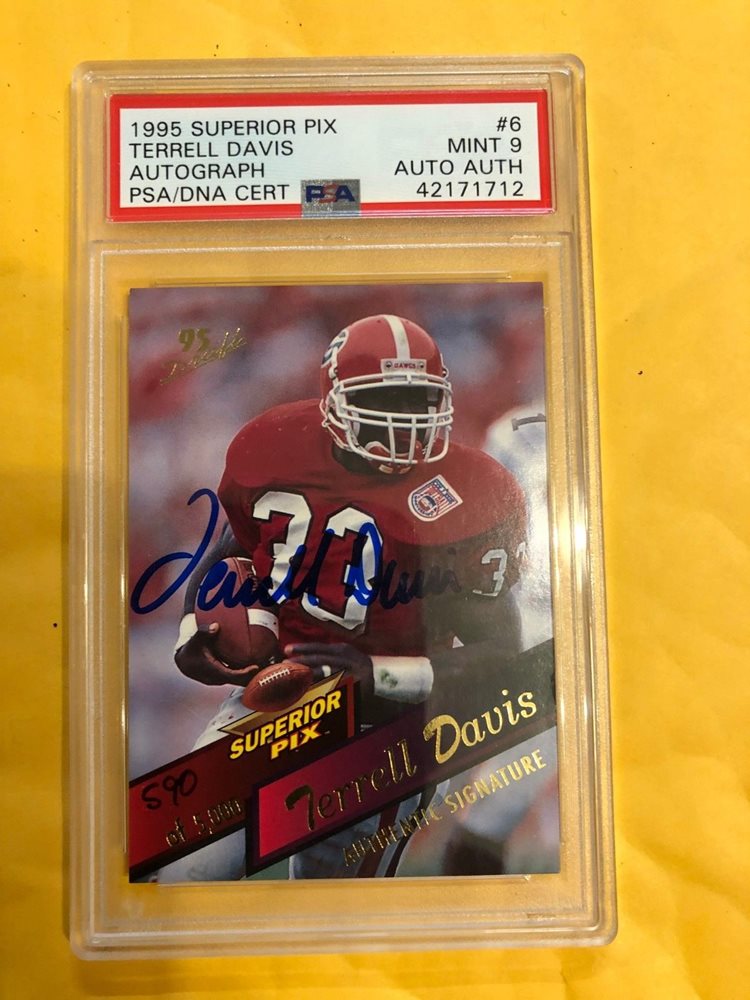 1995 SUPERIOR PIX #6
TERRELL DAVIS MINT 9
AUTOGRAPH AUTO AUTH
PSA/DNA CERT PSA 42171712
95
DAWGS
33
Terrell Davis
33
SUPERIOR
PIX
Terrell Davis
590
of 5,000
AUTHENTIC SIGNATURE